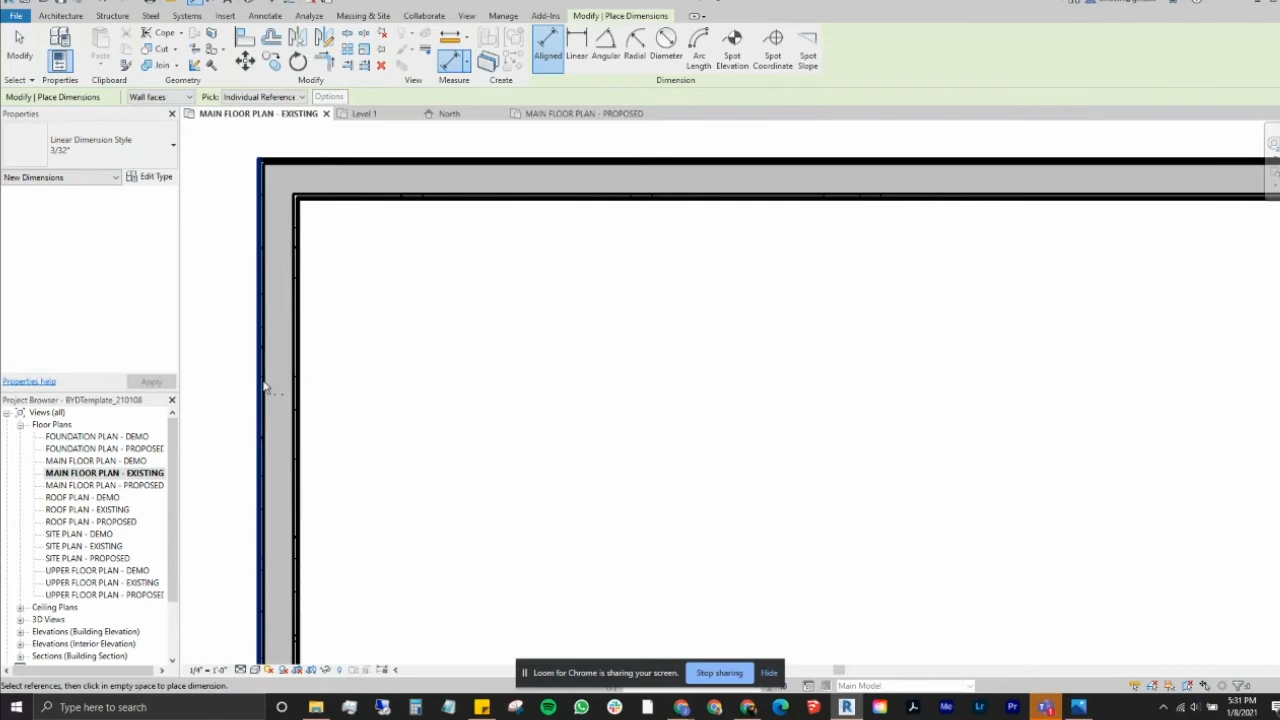 File Architecture Structure Steel Systems Insert Annotate Analyze Massing & Site Collaborate View Manage Add-Ins Modify | Place Dimensions
Modify Properties Paste Cope Cut Join Aligned Linear Angular Radial Diameter Arc Length Spot Elevation Spot Coordinate Spot Slope
Select Properties Clipboard Geometry Modify View Measure Create Dimension
Modify | Place Dimensions Wall faces Pick: Individual Reference Options
Properties MAIN FLOOR PLAN - EXISTING Level 1 North MAIN FLOOR PLAN - PROPOSED
Linear Dimension Style
3/32"
New Dimensions Edit Type
Properties help Apply
Project Browser - BYDTemplate_210108
Views (all)
Floor Plans
FOUNDATION PLAN - DEMO
FOUNDATION PLAN - PROPOSED
MAIN FLOOR PLAN - DEMO
MAIN FLOOR PLAN - EXISTING
MAIN FLOOR PLAN - PROPOSED
ROOF PLAN - DEMO
ROOF PLAN - EXISTING
ROOF PLAN - PROPOSED
SITE PLAN - DEMO
SITE PLAN - EXISTING
SITE PLAN - PROPOSED
UPPER FLOOR PLAN - DEMO
UPPER FLOOR PLAN - EXISTING
UPPER FLOOR PLAN - PROPOSED
Ceiling Plans
3D Views
Elevations (Building Elevation)
Elevations (Interior Elevation)
Sections (Building Section)
1/4" = 1'-0"
Loom for Chrome is sharing your screen. Stop sharing Hide
Select references, then click in empty space to place dimension. Main Model :0
Type here to search
5:31 PM
1/8/2021